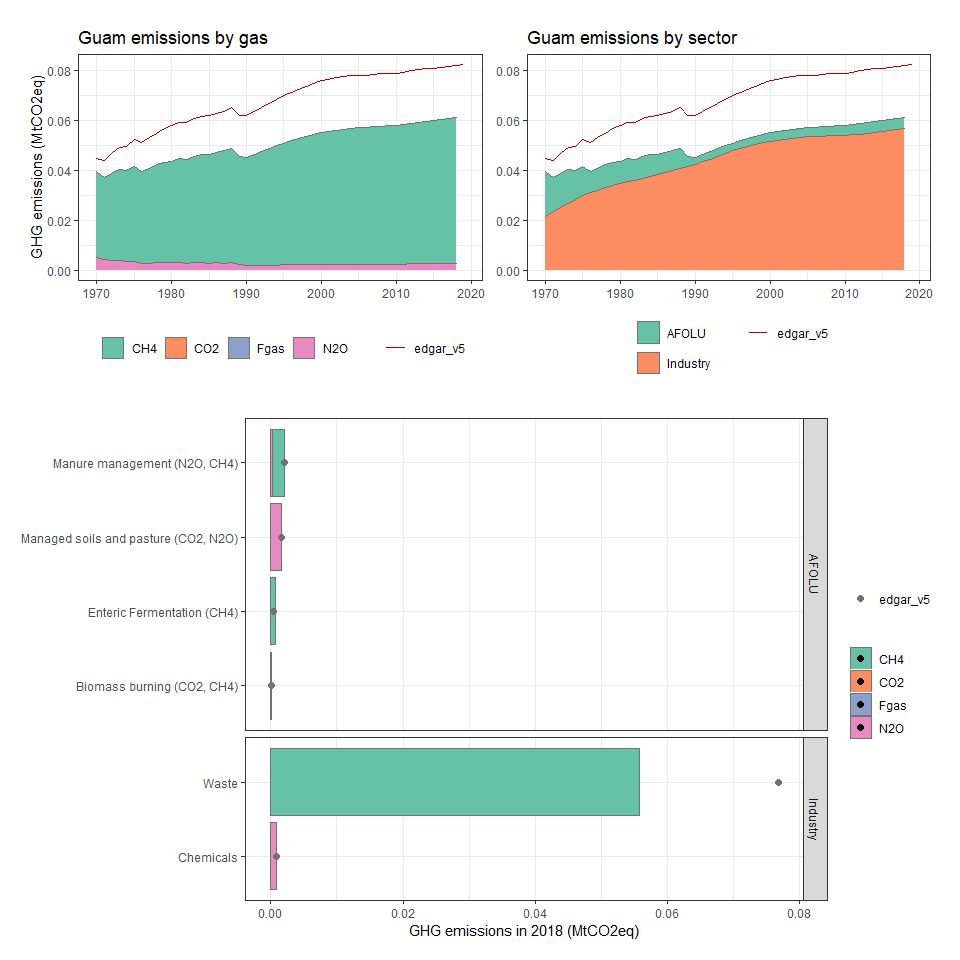 Guam emissions by gas
GHG emissions (MtCO2eq)
0.08
0.06
0.04
0.02
0.00
1970 1980 1990 2000 2010 2020
CH4 CO2 Fgas N2O edgar_v5
Guam emissions by sector
0.08
0.06
0.04
0.02
0.00
1970 1980 1990 2000 2010 2020
AFOLU edgar_v5
Industry
Manure management (N2O, CH4)
Managed soils and pasture (CO2, N2O)
Enteric Fermentation (CH4)
Biomass burning (CO2, CH4)
AFOLU
Waste
Chemicals
Industry
0.00 0.02 0.04 0.06 0.08
GHG emissions in 2018 (MtCO2eq)
edgar_v5
CH4
CO2
Fgas
N2O